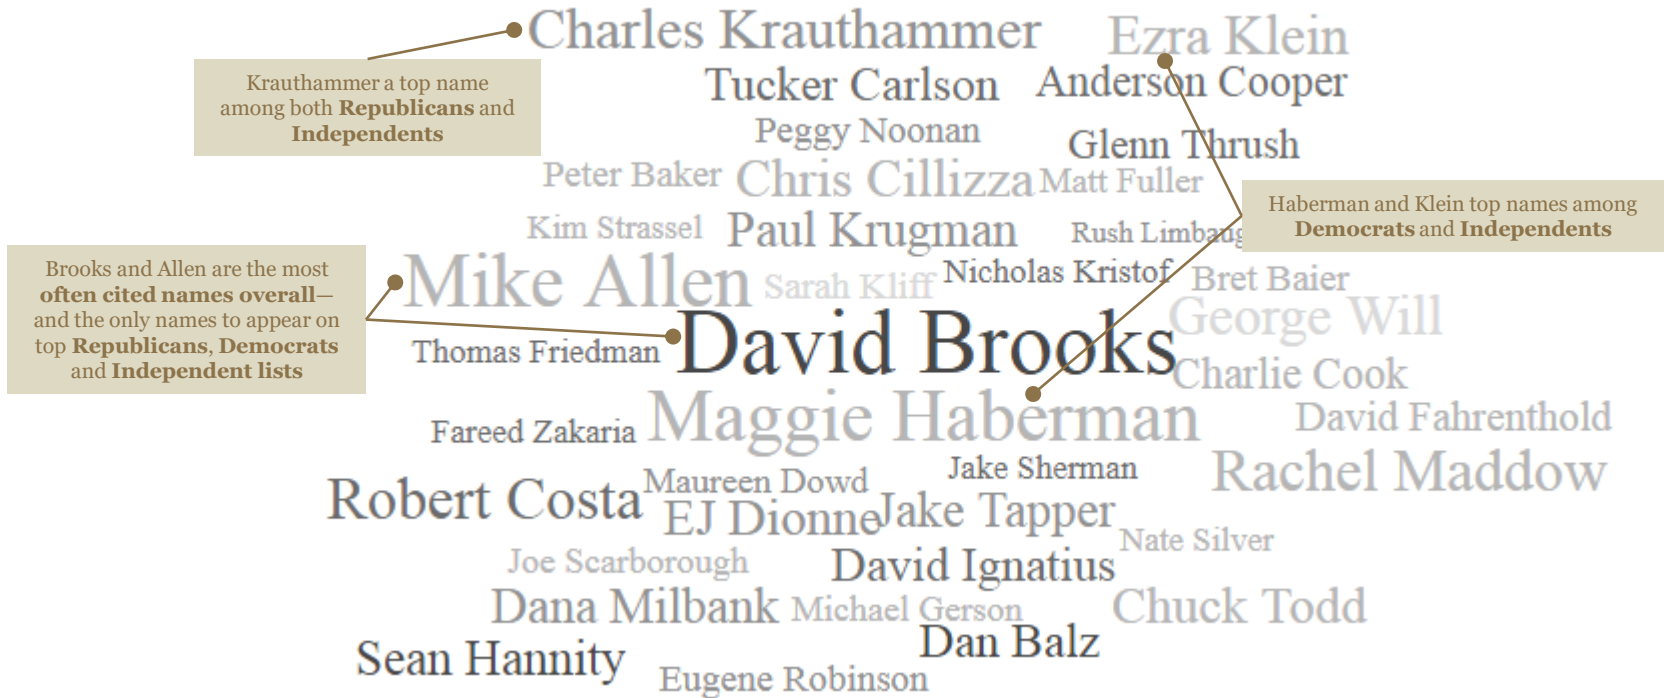 Charles Krauthammer
Ezra Klein
Krauthammer a top name
among both Republicans and
Independents
Tucker Carlson
Anderson Cooper
Peggy Noonan
Glenn Thrush
Peter Baker
Chris Cillizza
Matt Fuller
Haberman and Klein top names among
Democrats and Independents
Kim Strassel
Paul Krugman
Rush Limbaug
Brooks and Allen are the most
often cited names overall—
and the only names to appear on
top Republicans, Democrats
and Independent lists
Mike Allen
Sarah Kliff
Nicholas Kristof
Bret Baier
George Will
David Brooks
Thomas Friedman
Charlie Cook
Maggie Haberman
David Fahrenthold
Fareed Zakaria
Jake Sherman
Rachel Maddow
Robert Costa
Maureen Dowd
EJ Dionne
Jake Tapper
Nate Silver
Joe Scarborough
David Ignatius
Dana Milbank
Michael Gerson
Chuck Todd
Dan Balz
Sean Hannity
Eugene Robinson